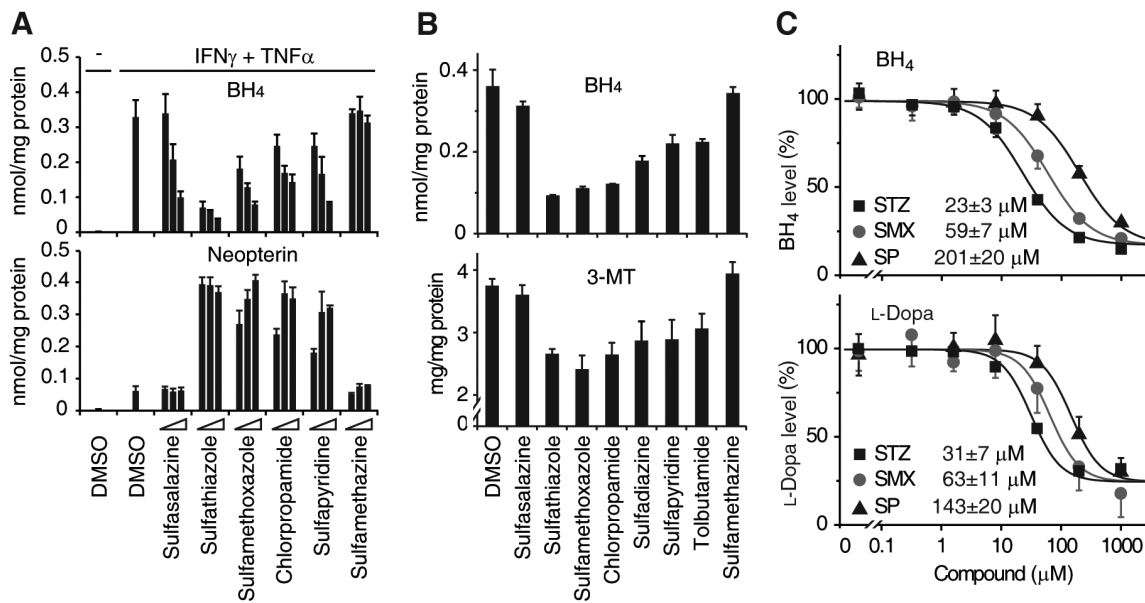 A
-
IFNγ + TNFα
BH4
nmol/mg protein
0.5
0.4
0.3
0.2
0.1
0
Neopterin
nmol/mg protein
0.5
0.4
0.3
0.2
0.1
0
DMSO
DMSO
Sulfasalazine
Sulfathiazole
Sulfamethoxazole
Chlorpropamide
Sulfapyridine
Sulfamethazine
B
BH4
nmol/mg protein
0.4
0.2
0
3-MT
mg/mg protein
4
2
0
DMSO
Sulfasalazine
Sulfathiazole
Sulfamethoxazole
Chlorpropamide
Sulfadiazine
Sulfapyridine
Tolbutamide
Sulfamethazine
C
BH4
BH4 level (%)
100
50
0
STZ 23±3 μM
SMX 59±7 μM
SP 201±20 μM
L-Dopa
L-Dopa level (%)
100
50
0
STZ 31±7 μM
SMX 63±11 μM
SP 143±20 μM
0 0.1 1 10 100 1000
Compound (μM)